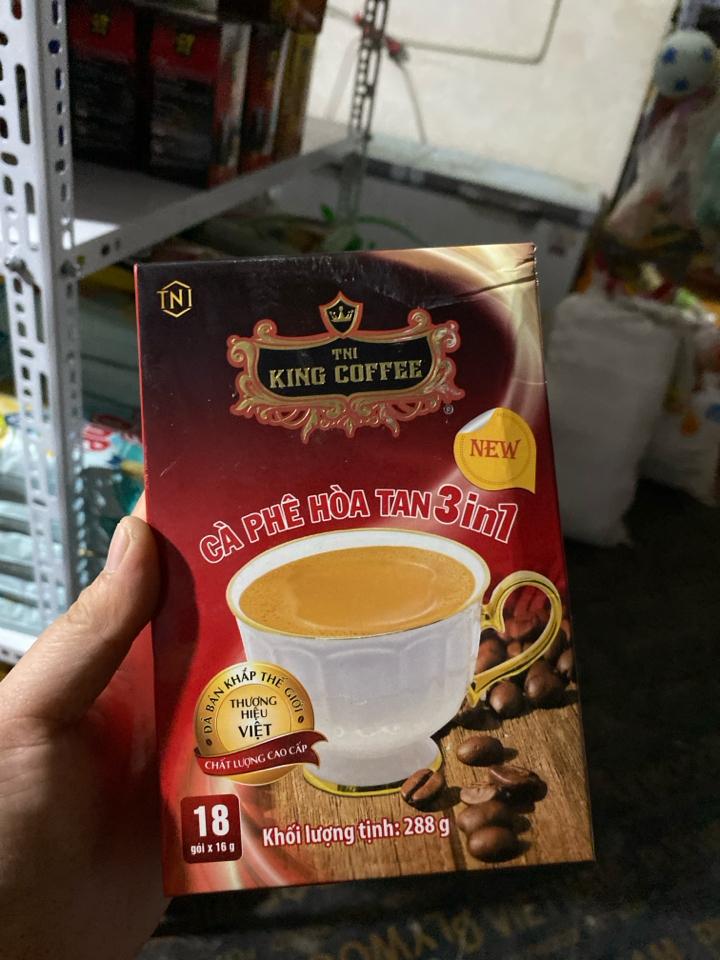 TNI
TNI
KING COFFEE
®
NEW
CÀ PHÊ HÒA TAN 3in1
ĐÃ BÁN KHẮP THẾ GIỚI
THƯƠNG
HIỆU
VIỆT
CHẤT LƯỢNG CAO CẤP
18
gói x 16 g
Khối lượng tịnh: 288 g